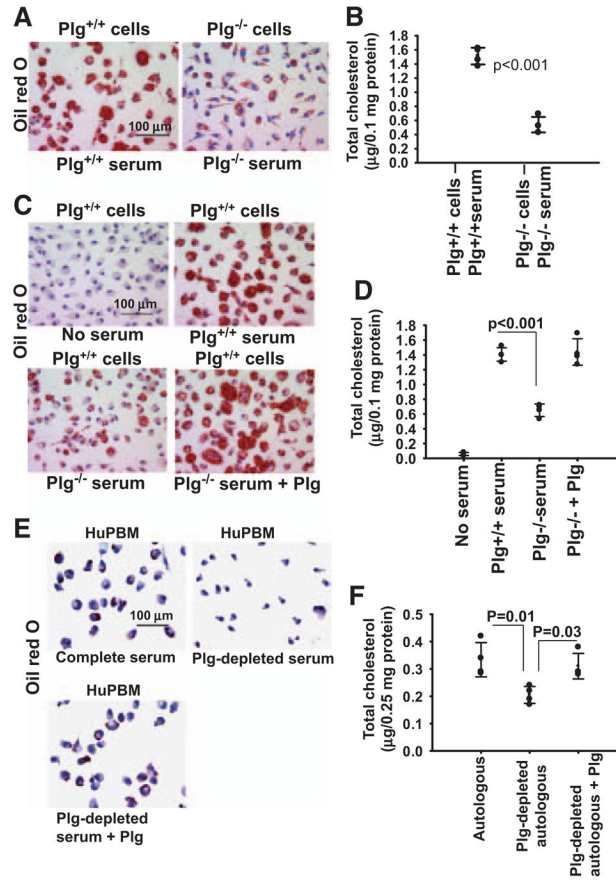 A
Plg+/+ cells
Plg-/- cells
Oil red O
100 µm
Plg+/+ serum
Plg-/- serum
B
Total cholesterol
(µg/0.1 mg protein)
1.8
1.6
1.4
1.2
1.0
0.8
0.6
0.4
0.2
0.0
p<0.001
Plg+/+ cells
Plg+/+serum
Plg-/- cells
Plg-/- serum
C
Plg+/+ cells
Plg+/+ cells
Oil red O
100 µm
No serum
Plg+/+ serum
Plg+/+ cells
Plg+/+ cells
Plg-/- serum
Plg-/- serum + Plg
D
Total cholesterol
(µg/0.1 mg protein)
1.8
1.6
1.4
1.2
1.0
0.8
0.6
0.4
0.2
0.0
p<0.001
No serum
Plg+/+ serum
Plg-/-serum
Plg-/- + Plg
E
HuPBM
HuPBM
Oil red O
100 µm
Complete serum
Plg-depleted serum
HuPBM
Plg-depleted
serum + Plg
F
Total cholesterol
(µg/0.25 mg protein)
0.5
0.4
0.3
0.2
0.1
0.0
P=0.01
P=0.03
Autologous
Plg-depleted
autologous
Plg-depleted
autologous + Plg